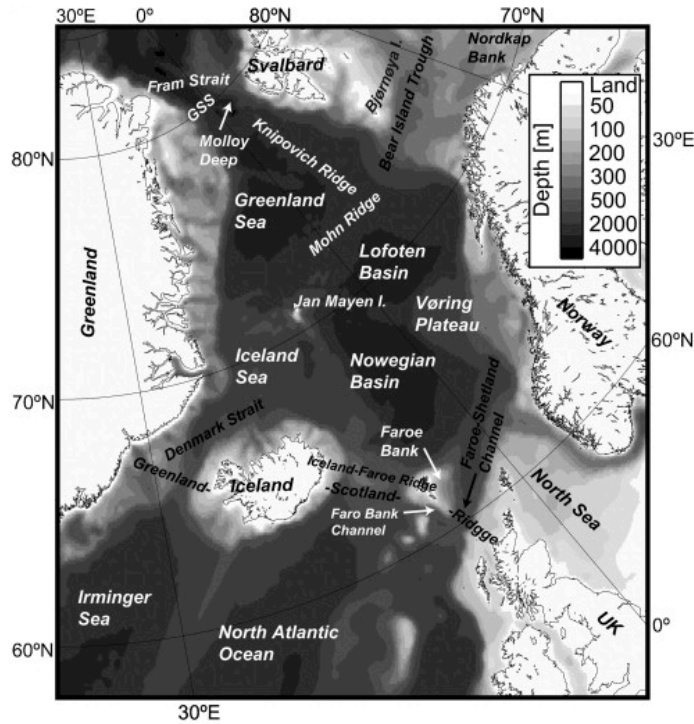 30ºE
0º
80ºN
70ºN
Nordkap
Bank
Svalbard
Bjørnøya I.
Bear Island Trough
Fram Strait
GSS
Molloy
Deep
Knipovich Ridge
Land
50
100
200
300
500
2000
4000
Depth [m]
30ºE
80ºN
Greenland
Sea
Mohn Ridge
Lofoten
Basin
Greenland
Jan Mayen I.
Vøring
Plateau
Norway
60ºN
Iceland
Sea
Nowegian
Basin
70ºN
Denmark Strait
Faroe
Bank
Faroe-Shetland
Channel
Greenland-
Iceland
Iceland-Faroe Ridge
-Scotland-
Faro Bank
Channel
-Ridgge
North Sea
Irminger
Sea
UK
0º
North Atlantic
Ocean
60ºN
30ºE